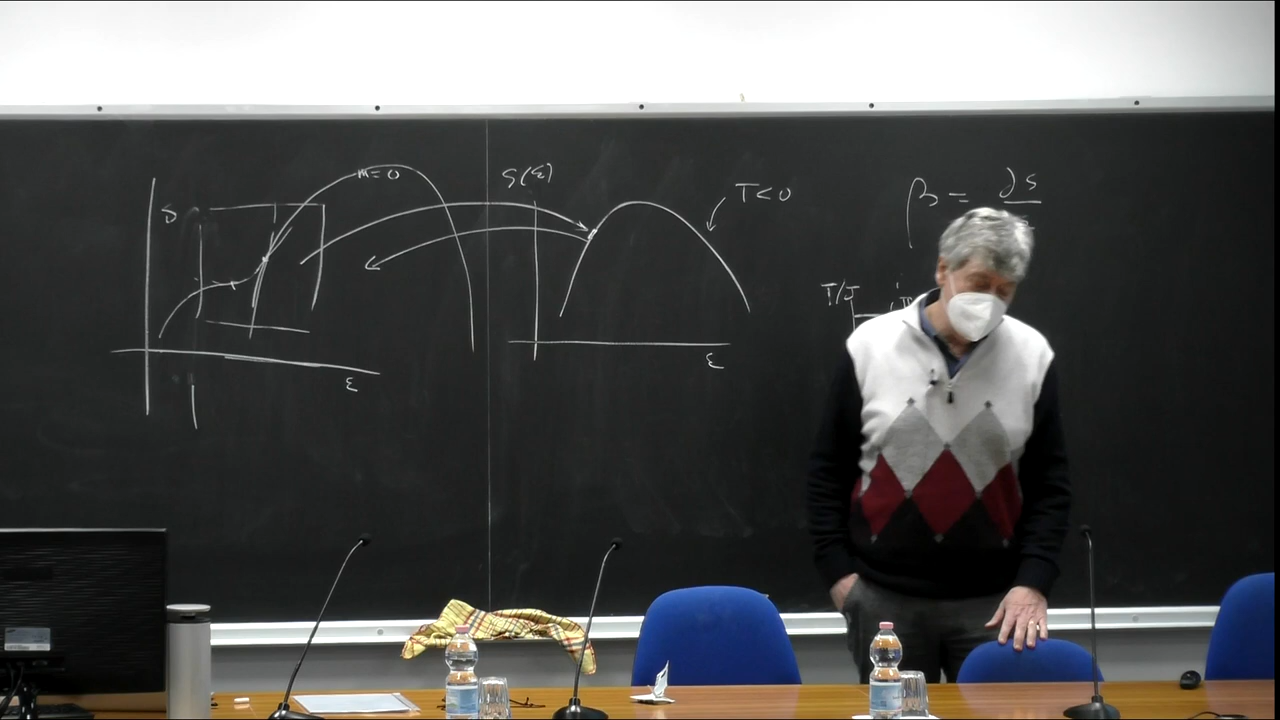 S
m=0
ε
S(ε)
T<0
ε
β = ∂S
T/J